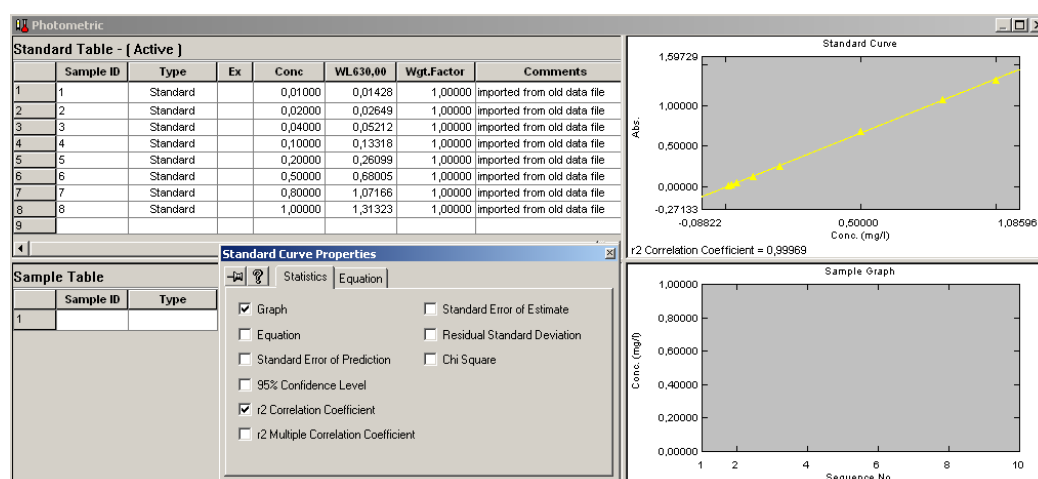 Photometric
Standard Table - ( Active )
Sample ID Type Ex Conc WL630,00 Wgt.Factor Comments
1 1 Standard 0,01000 0,01428 1,00000 imported from old data file
2 2 Standard 0,02000 0,02649 1,00000 imported from old data file
3 3 Standard 0,04000 0,05212 1,00000 imported from old data file
4 4 Standard 0,10000 0,13318 1,00000 imported from old data file
5 5 Standard 0,20000 0,26099 1,00000 imported from old data file
6 6 Standard 0,50000 0,68005 1,00000 imported from old data file
7 7 Standard 0,80000 1,07166 1,00000 imported from old data file
8 8 Standard 1,00000 1,31323 1,00000 imported from old data file
9
Standard Curve
1,59729
1,00000
Abs.
0,50000
0,00000
-0,27133
-0,08822 0,50000 1,08596
Conc. (mg/l)
r2 Correlation Coefficient = 0,99969
Sample Table
Sample ID Type
1
Standard Curve Properties
? Statistics Equation
Graph
Equation
Standard Error of Prediction
95% Confidence Level
r2 Correlation Coefficient
r2 Multiple Correlation Coefficient
Standard Error of Estimate
Residual Standard Deviation
Chi Square
Sample Graph
1,00000
0,80000
0,60000
Conc. (mg/l)
0,40000
0,20000
0,00000
1 2 4 6 8 10
Sequence No.